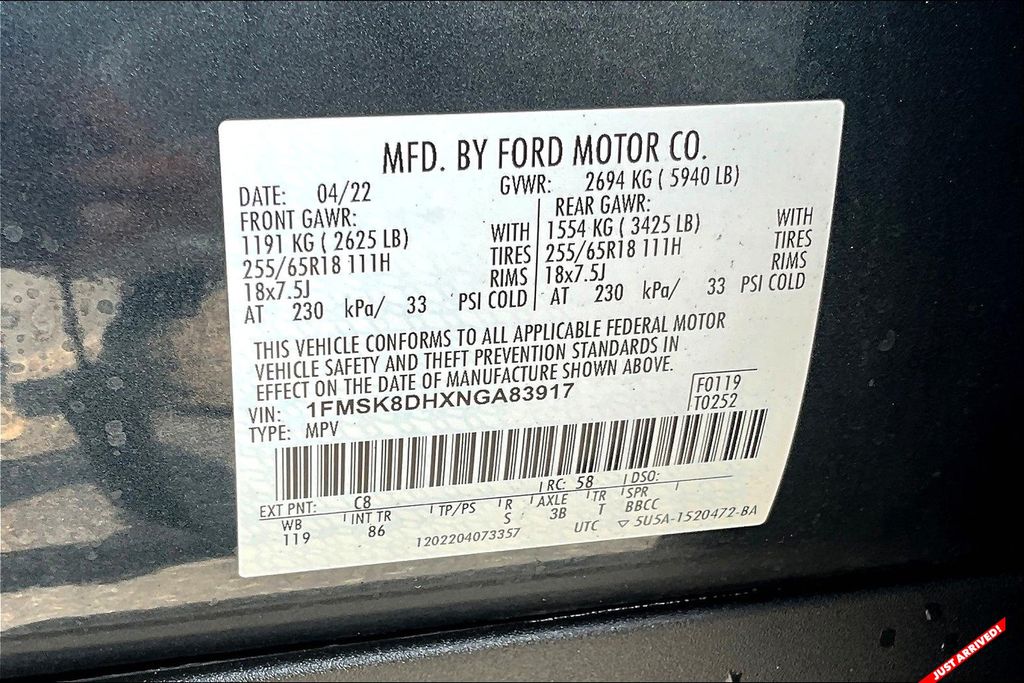 MFD. BY FORD MOTOR CO.
DATE: 04/22 GVWR: 2694 KG ( 5940 LB)
FRONT GAWR: REAR GAWR:
1191 KG ( 2625 LB) WITH 1554 KG ( 3425 LB) WITH
255/65R18 111H TIRES 255/65R18 111H TIRES
18x7.5J RIMS 18x7.5J RIMS
AT 230 kPa/ 33 PSI COLD AT 230 kPa/ 33 PSI COLD
THIS VEHICLE CONFORMS TO ALL APPLICABLE FEDERAL MOTOR
VEHICLE SAFETY AND THEFT PREVENTION STANDARDS IN
EFFECT ON THE DATE OF MANUFACTURE SHOWN ABOVE.
VIN: 1FMSK8DHXNGA83917 F0119
TYPE: MPV T0252
EXT PNT: C8 RC: 58 DSO:
WB INT TR TP/PS R AXLE TR SPR
119 86 S 3B T BBCC
1202204073357 UTC ▽ 5U5A-1520472-BA
JUST ARRIVED!